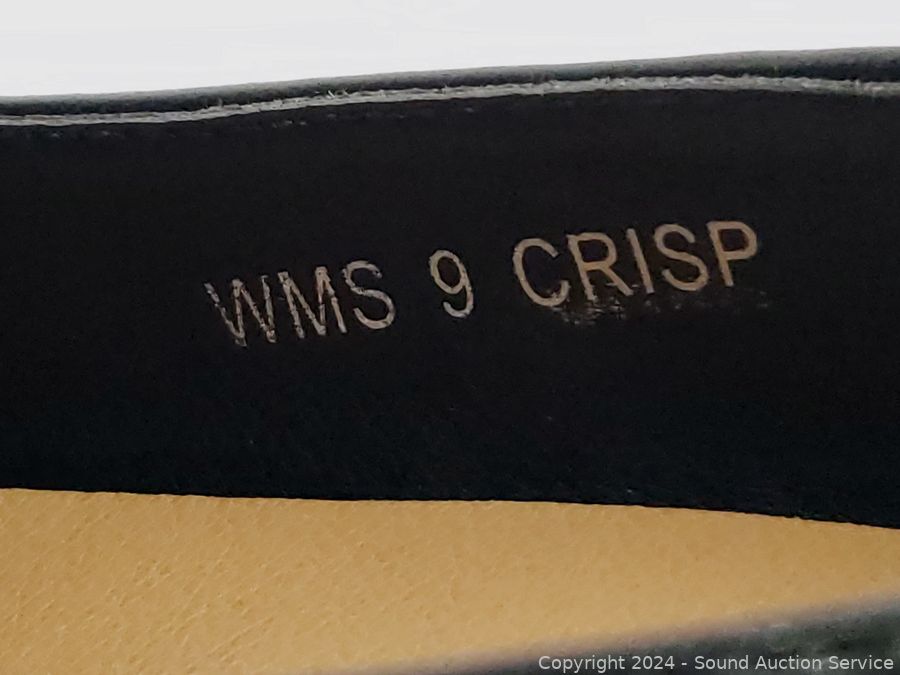 WMS 9 CRISP
Copyright 2024 - Sound Auction Service